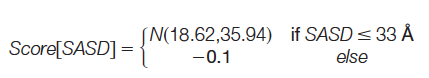 Score[SASD] = { N(18.62,35.94) if SASD ≤ 33 Å
−0.1 else